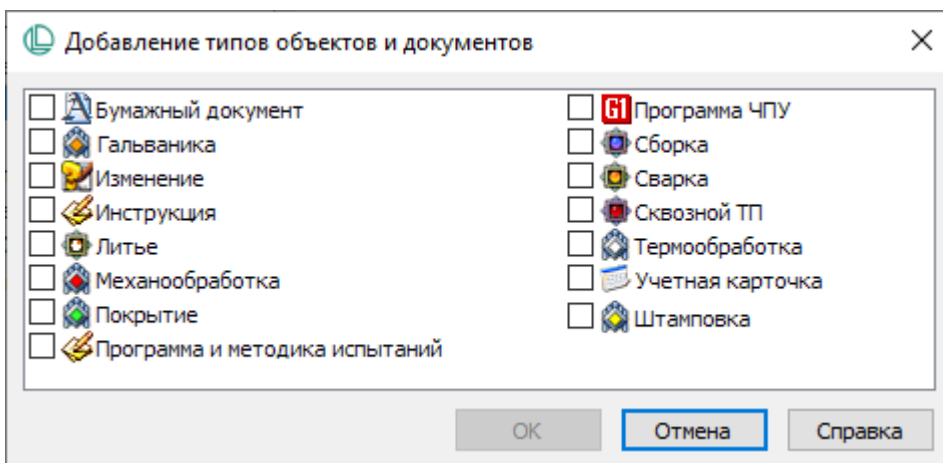 Добавление типов объектов и документов
Бумажный документ
Гальваника
Изменение
Инструкция
Литье
Механообработка
Покрытие
Программа и методика испытаний
G1 Программа ЧПУ
Сборка
Сварка
Сквозной ТП
Термообработка
Учетная карточка
Штамповка
OK
Отмена
Справка